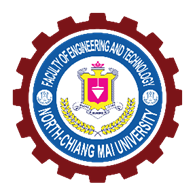 FACULTY OF ENGINEERING AND TECHNOLOGY
NORTH-CHIANG MAI UNIVERSITY